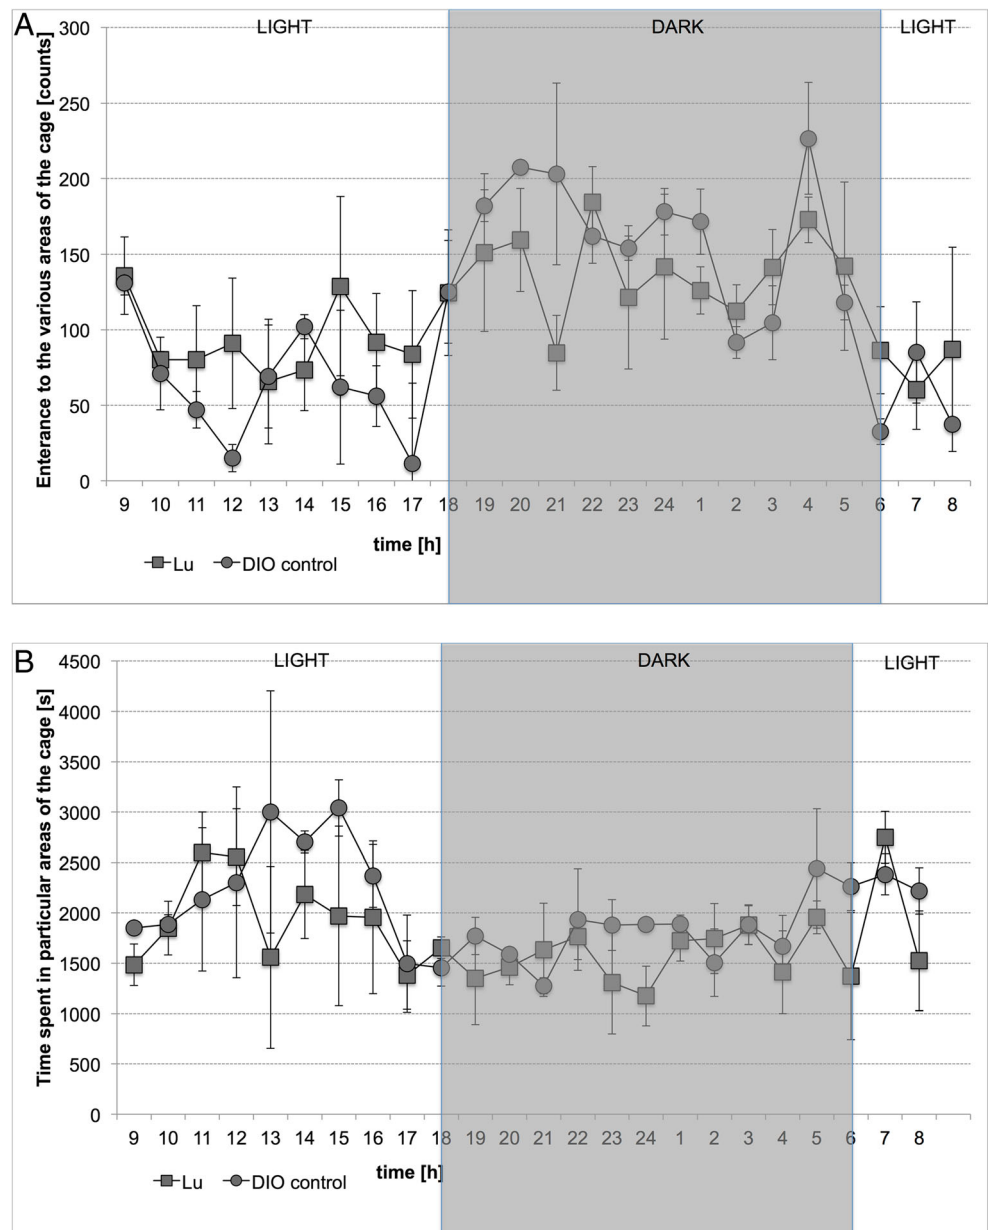 A
LIGHT DARK LIGHT
Enterance to the various areas of the cage [counts]
300
250
200
150
100
50
0
9 10 11 12 13 14 15 16 17 18 19 20 21 22 23 24 1 2 3 4 5 6 7 8
time [h]
Lu DIO control
B
LIGHT DARK LIGHT
Time spent in particular areas of the cage [s]
4500
4000
3500
3000
2500
2000
1500
1000
500
0
9 10 11 12 13 14 15 16 17 18 19 20 21 22 23 24 1 2 3 4 5 6 7 8
time [h]
Lu DIO control